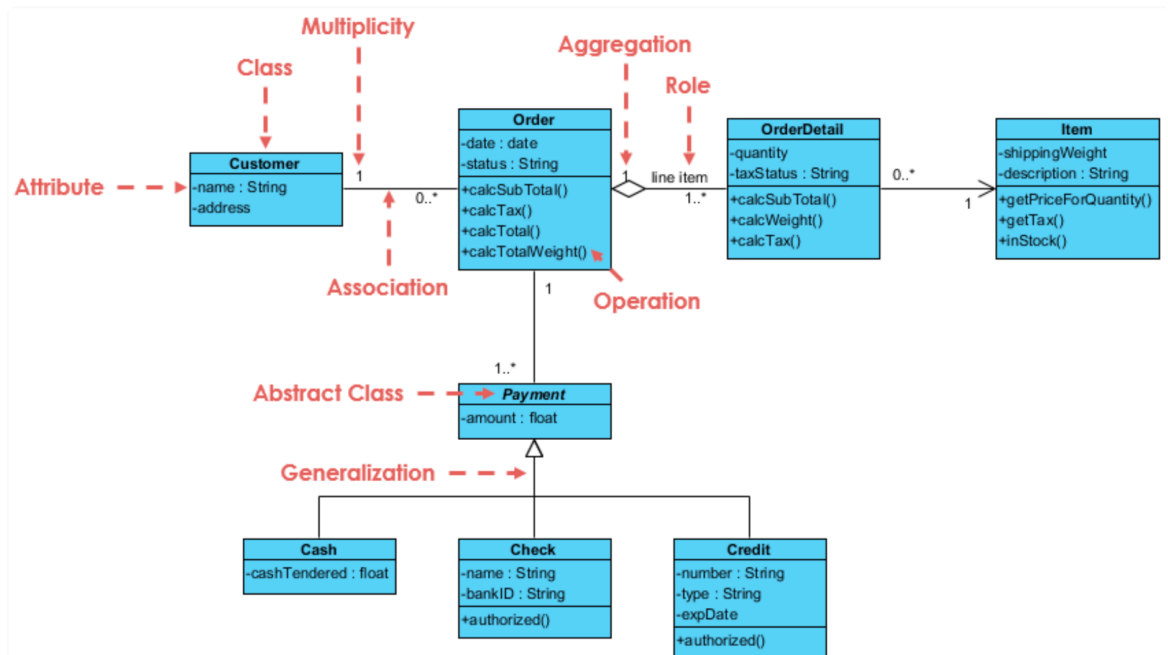 Multiplicity
Aggregation
Class
Role
Attribute
Customer
-name : String
-address
1
0..*
Association
Order
-date : date
-status : String
+calcSubTotal()
+calcTax()
+calcTotal()
+calcTotalWeight()
Operation
1
line item
1..*
OrderDetail
-quantity
-taxStatus : String
+calcSubTotal()
+calcWeight()
+calcTax()
0..*
1
Item
-shippingWeight
-description : String
+getPriceForQuantity()
+getTax()
+inStock()
1
1..*
Abstract Class
Payment
-amount : float
Generalization
Cash
-cashTendered : float
Check
-name : String
-bankID : String
+authorized()
Credit
-number : String
-type : String
-expDate
+authorized()